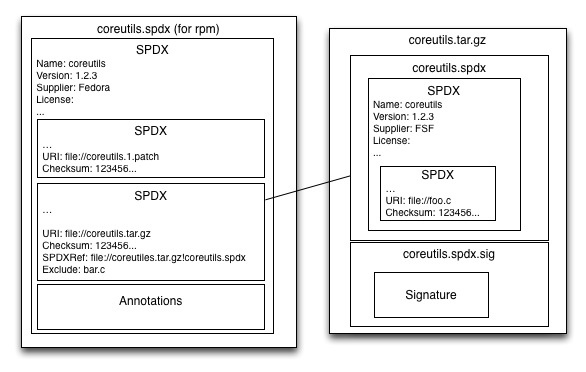 coreutils.spdx (for rpm)
SPDX
Name: coreutils
Version: 1.2.3
Supplier: Fedora
License:
...
SPDX
...
URI: file://coreutils.1.patch
Checksum: 123456...
SPDX
...
URI: file://coreutils.tar.gz
Checksum: 123456...
SPDXRef: file://coreutiles.tar.gz!coreutils.spdx
Exclude: bar.c
Annotations
coreutils.tar.gz
coreutils.spdx
SPDX
Name: coreutils
Version: 1.2.3
Supplier: FSF
License:
...
SPDX
...
URI: file://foo.c
Checksum: 123456...
coreutils.spdx.sig
Signature